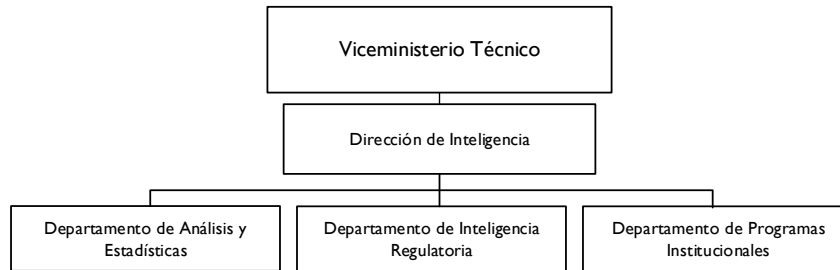 Viceministerio Técnico
Dirección de Inteligencia
Departamento de Análisis y
Estadísticas
Departamento de Inteligencia
Regulatoria
Departamento de Programas
Institucionales